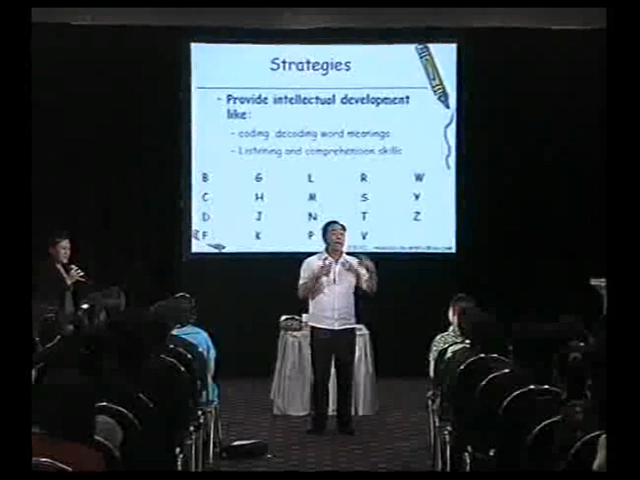 Strategies
- Provide intellectual development
like:
- coding decoding word meanings
- Listening and comprehension skills
B G L R W
C H M S Y
D J N T Z
F K P V